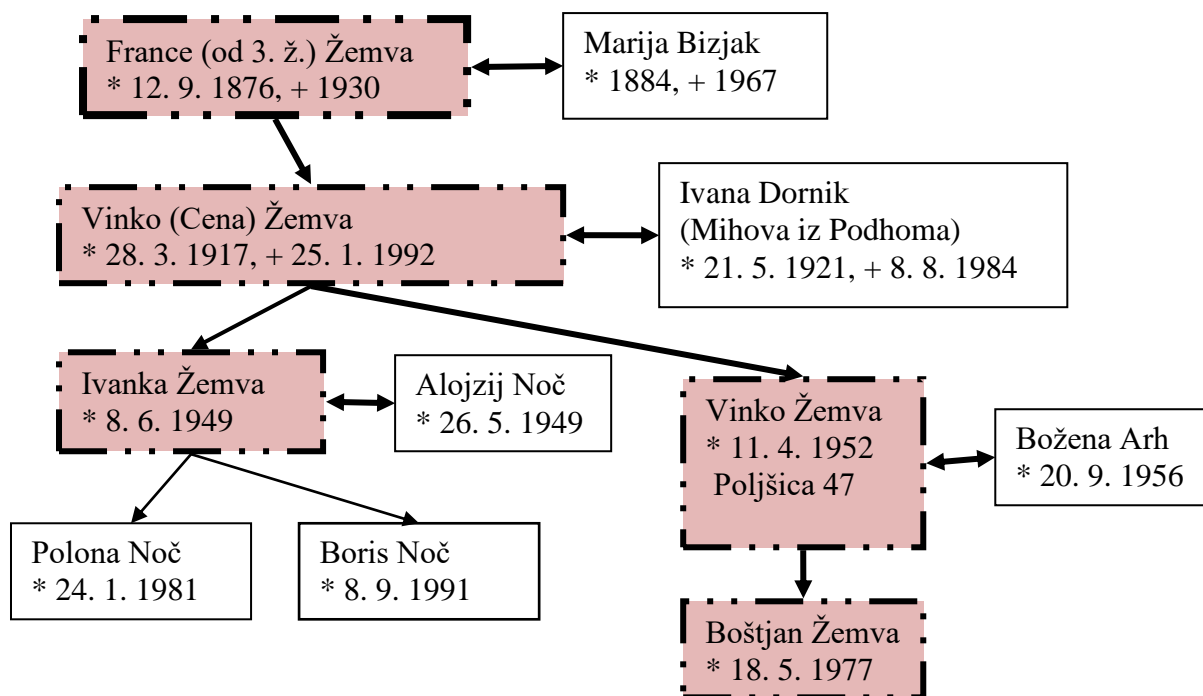 France (od 3. ž.) Žemva
* 12. 9. 1876, + 1930
Marija Bizjak
* 1884, + 1967
Vinko (Cena) Žemva
* 28. 3. 1917, + 25. 1. 1992
Ivana Dornik
(Mihova iz Podhoma)
* 21. 5. 1921, + 8. 8. 1984
Ivanka Žemva
* 8. 6. 1949
Alojzij Noč
* 26. 5. 1949
Vinko Žemva
* 11. 4. 1952
Poljšica 47
Božena Arh
* 20. 9. 1956
Polona Noč
* 24. 1. 1981
Boris Noč
* 8. 9. 1991
Boštjan Žemva
* 18. 5. 1977